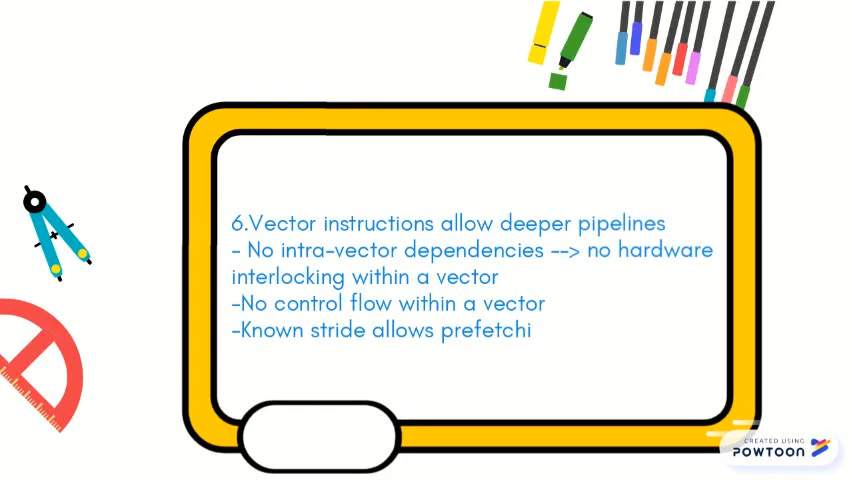 6.Vector instructions allow deeper pipelines
- No intra-vector dependencies --> no hardware
interlocking within a vector
-No control flow within a vector
-Known stride allows prefetchi
CREATED USING
POWTOON